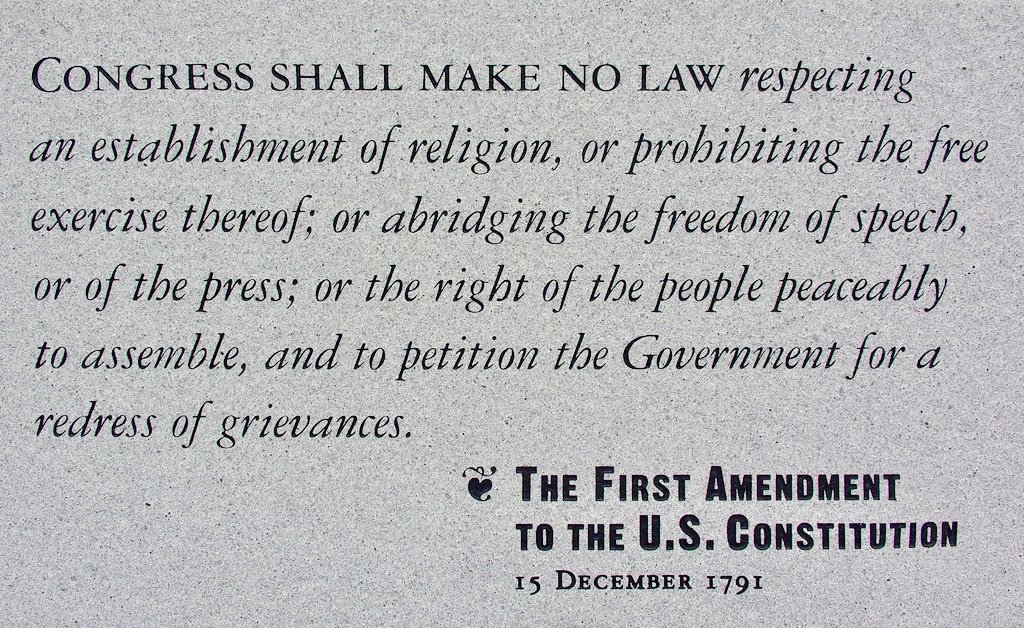 CONGRESS SHALL MAKE NO LAW respecting
an establishment of religion, or prohibiting the free
exercise thereof; or abridging the freedom of speech,
or of the press; or the right of the people peaceably
to assemble, and to petition the Government for a
redress of grievances.
❦ THE FIRST AMENDMENT
TO THE U.S. CONSTITUTION
15 DECEMBER 1791